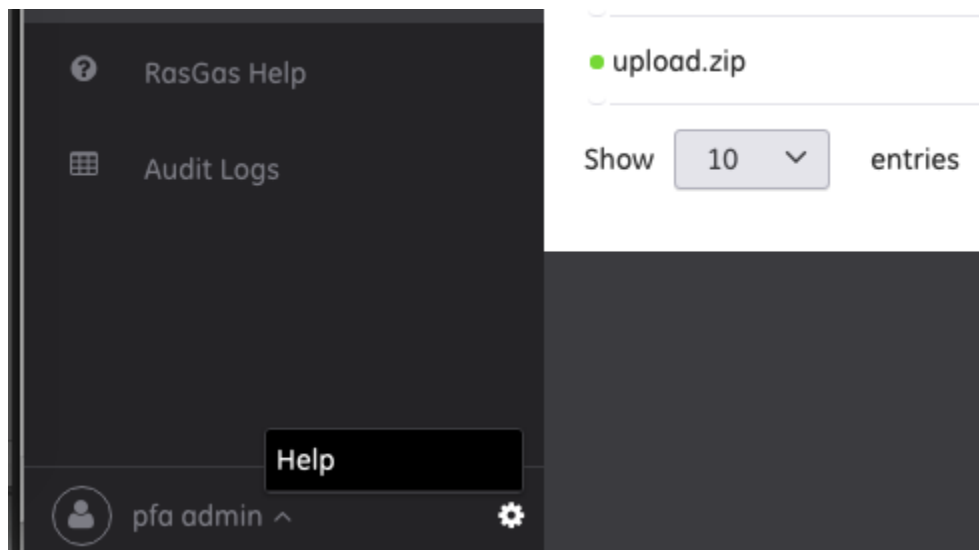 RasGas Help
Audit Logs
upload.zip
Show 10 entries
Help
pfa admin